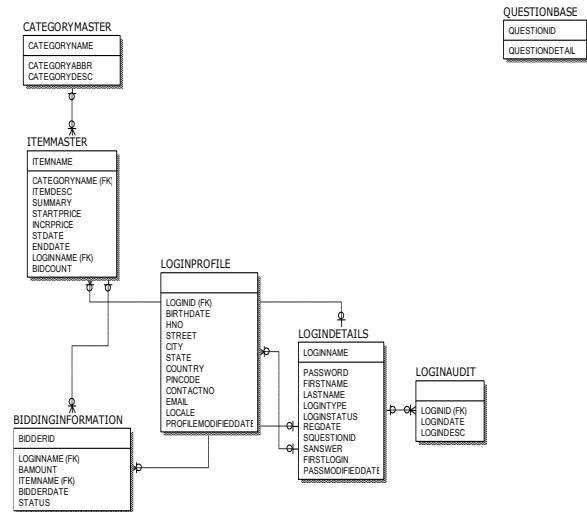 CATEGORYMASTER
CATEGORYNAME
CATEGORYABBR
CATEGORYDESC
QUESTIONBASE
QUESTIONID
QUESTIONDETAIL
ITEMMASTER
ITEMNAME
CATEGORYNAME (FK)
ITEMDESC
SUMMARY
STARTPRICE
INCRPRICE
STDATE
ENDDATE
LOGINNAME (FK)
BIDCOUNT
LOGINPROFILE
LOGINID (FK)
BIRTHDATE
HNO
STREET
CITY
STATE
COUNTRY
PINCODE
CONTACTNO
EMAIL
LOCALE
PROFILEMODIFIEDDATE
LOGINDETAILS
LOGINNAME
PASSWORD
FIRSTNAME
LASTNAME
LOGINTYPE
LOGINSTATUS
REGDATE
SQUESTIONID
SANSWER
FIRSTLOGIN
PASSMODIFIEDDATE
LOGINAUDIT
LOGINID (FK)
LOGINDATE
LOGINDESC
BIDDINGINFORMATION
BIDDERID
LOGINNAME (FK)
BAMOUNT
ITEMNAME (FK)
BIDDERDATE
STATUS